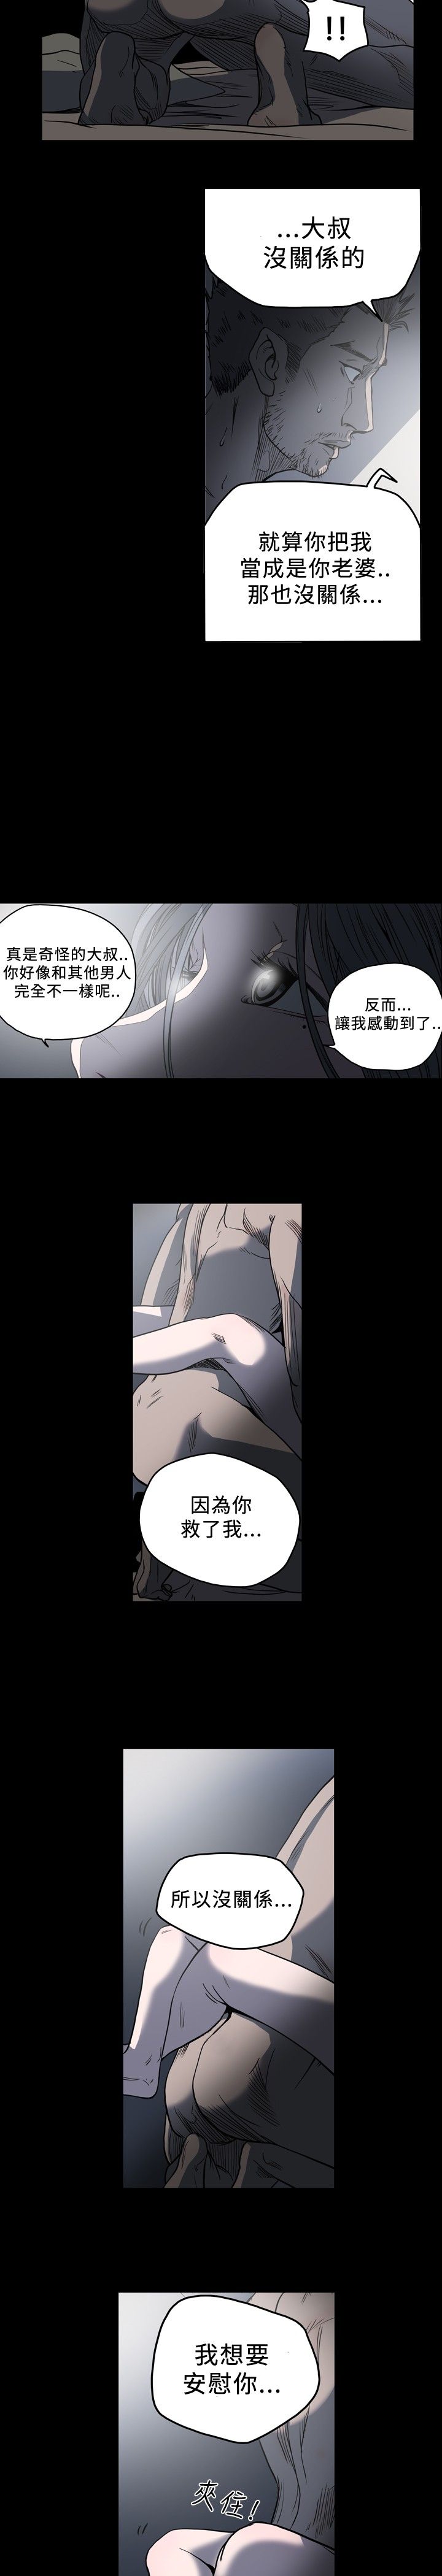 !!
...大叔
沒關係的
就算你把我
當成是你老婆..
那也沒關係...
真是奇怪的大叔..
你好像和其他男人
完全不一樣呢..
反而...
讓我感動到了..
因為你
救了我...
所以沒關係...
我想要
安慰你...
夾住!